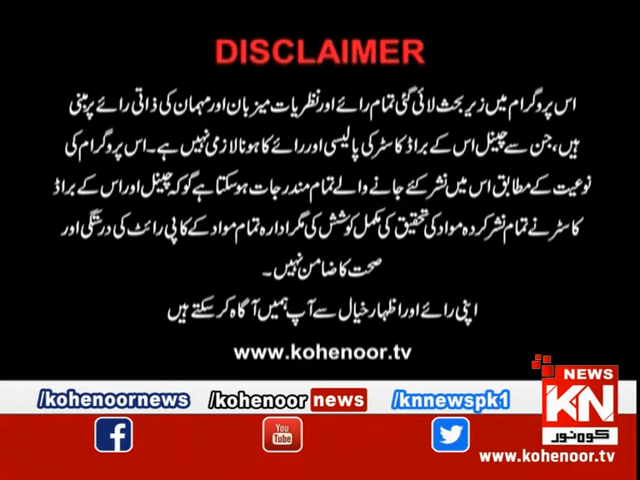 DISCLAIMER
اس پروگرام میں زیر بحث لائی گئی تمام رائے اور نظریات میزبان اور مہمان کی ذاتی رائے پر مبنی
ہیں، جن سے چینل اس کے براڈ کاسٹر کی پالیسی اور رائے کا ہونا لازمی نہیں ہے۔ اس پروگرام کی
نوعیت کے مطابق اس میں نشر کئے جانے والے تمام مندرجات ہو سکتا ہے گو کہ چینل اور اس کے براڈ
کاسٹر نے تمام نشر کردہ مواد کی تحقیق کی مکمل کوشش کی مگر ادارہ تمام مواد کے کاپی رائٹ کی درستگی اور
صحت کا ضامن نہیں۔
اپنی رائے اور اظہار خیال سے آپ ہمیں آگاہ کر سکتے ہیں
www.kohenoor.tv
/kohenoornews /kohenoor news /knnewspk1
f You Tube
NEWS
KN
کوہ نور
www.kohenoor.tv